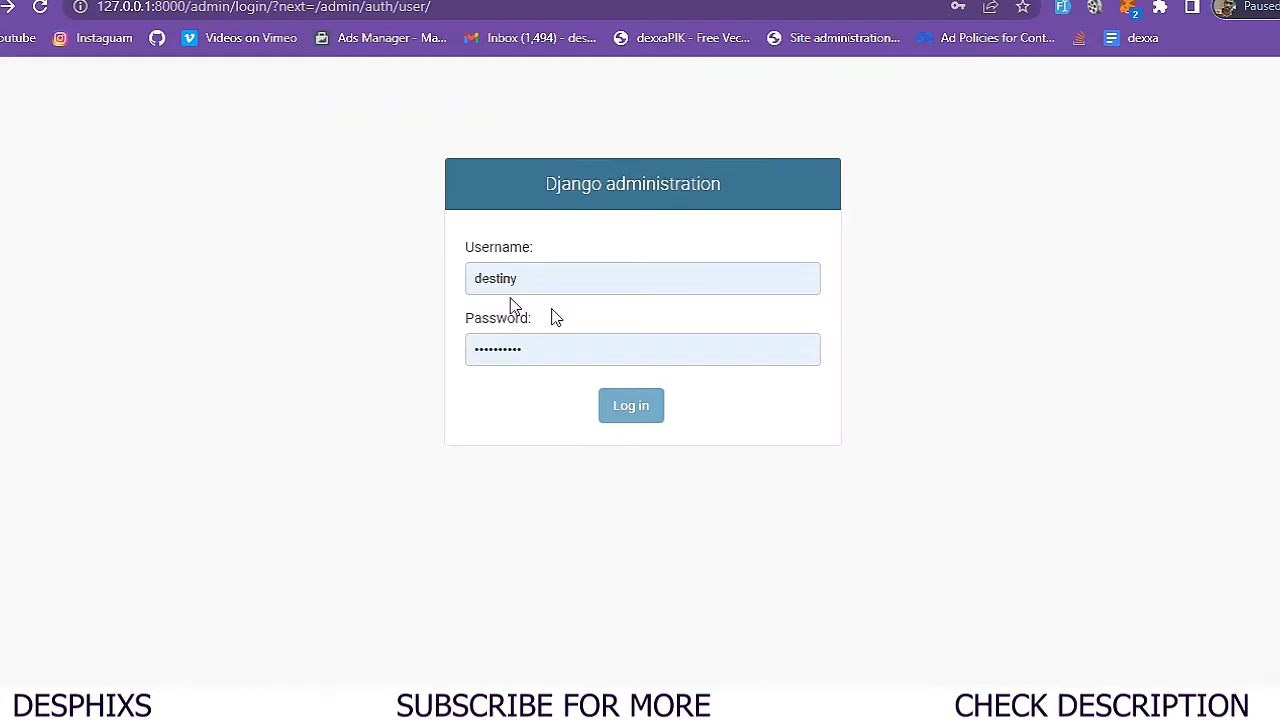 127.0.0.1:8000/admin/login/?next=/admin/auth/user/
Paused
outube Instaguam Videos on Vimeo Ads Manager - Ma... Inbox (1,494) - des... dexxaPIK - Free Vec... Site administration... Ad Policies for Cont... dexxa
2
Django administration
Username:
destiny
Password:
••••••••••
Log in
DESPHIXS SUBSCRIBE FOR MORE CHECK DESCRIPTION